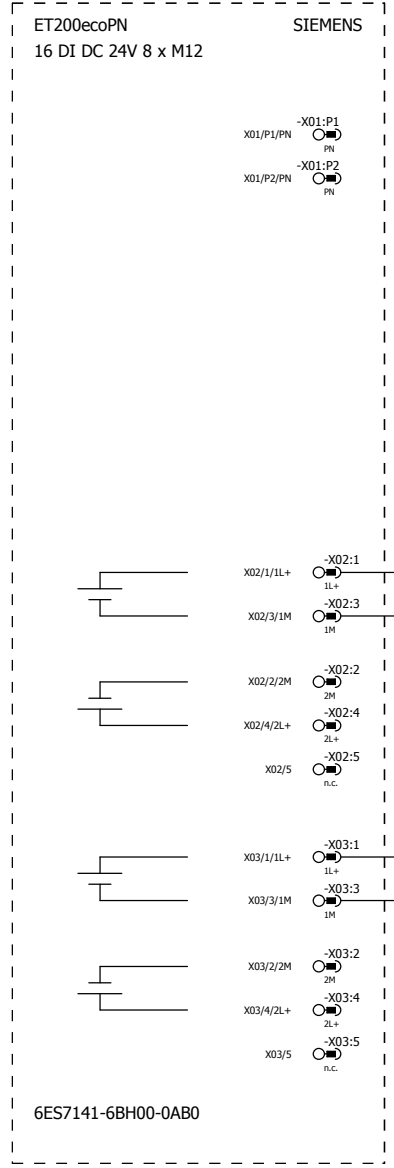 ET200ecoPN SIEMENS
16 DI DC 24V 8 x M12
-X01:P1
X01/P1/PN
PN
-X01:P2
X01/P2/PN
PN
-X02:1
X02/1/1L+
1L+
-X02:3
X02/3/1M
1M
-X02:2
X02/2/2M
2M
-X02:4
X02/4/2L+
2L+
-X02:5
X02/5
n.c.
-X03:1
X03/1/1L+
1L+
-X03:3
X03/3/1M
1M
-X03:2
X03/2/2M
2M
-X03:4
X03/4/2L+
2L+
-X03:5
X03/5
n.c.
6ES7141-6BH00-0AB0